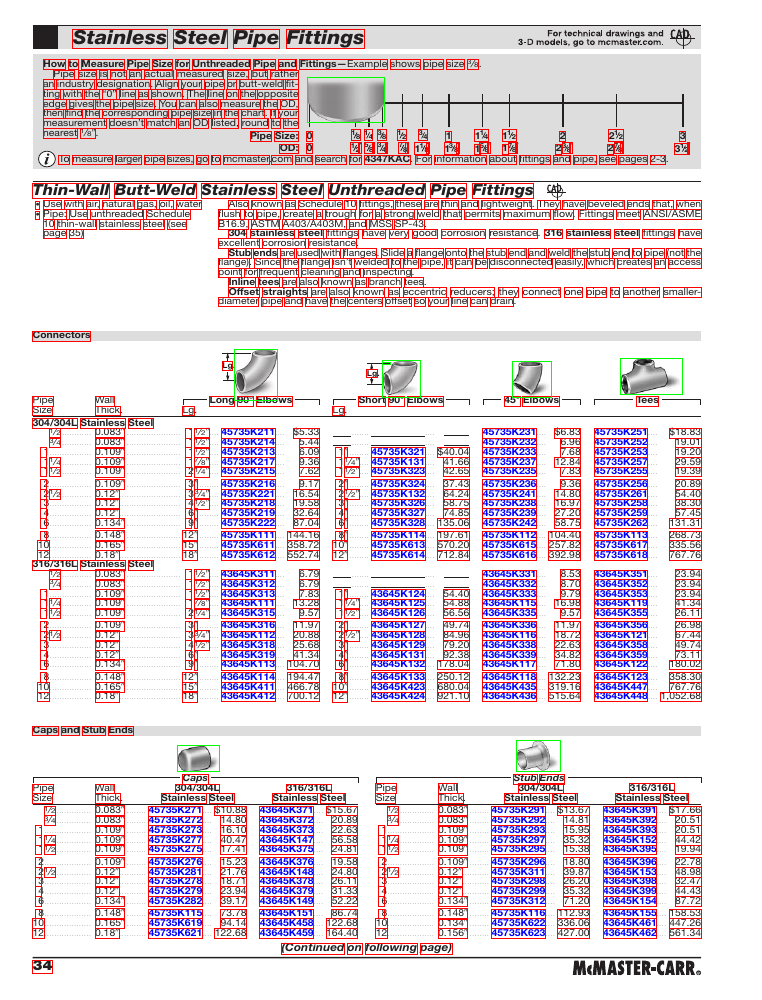 Stainless Steel Pipe Fittings
For technical drawings and
3-D models, go to mcmaster.com.
CAD
How to Measure Pipe Size for Unthreaded Pipe and Fittings—Example shows pipe size ⅛.
Pipe size is not an actual measured size, but rather
an industry designation. Align your pipe or butt-weld fit-
ting with the "0" line as shown. The line on the opposite
edge gives the pipe size. You can also measure the OD,
then find the corresponding pipe size in the chart. If your
measurement doesn't match an OD listed, round to the
nearest ⅛".
Pipe Size: 0 ⅛ ¼ ⅜ ½ ¾ 1 1¼ 1½ 2 2½ 3
OD: 0
To measure larger pipe sizes, go to mcmaster.com and search for 4347KAC. For information about fittings and pipe, see pages 2-3.
Thin-Wall Butt-Weld Stainless Steel Unthreaded Pipe Fittings
CAD
• Use with air, natural gas, oil, water
• Pipe: Use unthreaded Schedule
10 thin-wall stainless steel (see
page 35)
Also known as Schedule 10 fittings, these are thin and lightweight. They have beveled ends that, when
flush to pipe, create a trough for a strong weld that permits maximum flow. Fittings meet ANSI/ASME
B16.9, ASTM A403/A403M, and MSS SP-43.
304 stainless steel fittings have very good corrosion resistance. 316 stainless steel fittings have
excellent corrosion resistance.
Stub ends are used with flanges. Slide a flange onto the stub end and weld the stub end to pipe (not the
flange). Since the flange isn't welded to the pipe, it can be disconnected easily, which creates an access
point for frequent cleaning and inspecting.
Inline tees are also known as branch tees.
Offset straights are also known as eccentric reducers; they connect one pipe to another smaller-
diameter pipe and have the centers offset so your line can drain.
Connectors
Lg. Lg.
Pipe Wall Long 90° Elbows Short 90° Elbows 45° Elbows Tees
Size Thick. Lg. Lg.
304/304L Stainless Steel
½ 0.083" 1½" 45735K211 $5.33 45735K231 $6.83 45735K251 $18.83
¾ 0.083" 1½" 45735K214 5.44 45735K232 6.96 45735K252 19.01
1 0.109" 1½" 45735K213 6.09 1" 45735K321 $40.04 45735K233 7.68 45735K253 19.20
1¼ 0.109" 1⅞" 45735K217 9.36 1¼" 45735K131 41.66 45735K237 12.84 45735K257 29.59
1½ 0.109" 2¼" 45735K215 7.62 1½" 45735K323 42.65 45735K235 7.83 45735K255 19.39
2 0.109" 3" 45735K216 9.17 2" 45735K324 37.43 45735K236 9.36 45735K256 20.89
2½ 0.12" 3¾" 45735K221 16.54 2½" 45735K132 64.24 45735K241 14.80 45735K261 54.40
3 0.12" 4½" 45735K218 19.58 3" 45735K326 58.75 45735K238 16.97 45735K258 38.30
4 0.12" 6" 45735K219 32.64 4" 45735K327 74.85 45735K239 27.20 45735K259 57.45
6 0.134" 9" 45735K222 87.04 6" 45735K328 135.06 45735K242 58.75 45735K262 131.31
8 0.148" 12" 45735K111 144.16 8" 45735K114 197.61 45735K112 104.40 45735K113 268.73
10 0.165" 15" 45735K611 358.72 10" 45735K613 570.20 45735K615 257.82 45735K617 335.56
12 0.18" 18" 45735K612 552.74 12" 45735K614 712.84 45735K616 392.98 45735K618 767.76
316/316L Stainless Steel
½ 0.083" 1½" 43645K311 6.79 43645K331 8.53 43645K351 23.94
¾ 0.083" 1½" 43645K312 6.79 43645K332 8.70 43645K352 23.94
1 0.109" 1½" 43645K313 7.83 1" 43645K124 54.40 43645K333 9.79 43645K353 23.94
1¼ 0.109" 1⅞" 43645K111 13.28 1¼" 43645K125 54.88 43645K115 16.98 43645K119 41.34
1½ 0.109" 2¼" 43645K315 9.57 1½" 43645K126 56.56 43645K335 9.57 43645K355 26.11
2 0.109" 3" 43645K316 11.97 2" 43645K127 49.74 43645K336 11.97 43645K356 26.98
2½ 0.12" 3¾" 43645K112 20.88 2½" 43645K128 84.96 43645K116 18.72 43645K121 67.44
3 0.12" 4½" 43645K318 25.68 3" 43645K129 79.20 43645K338 22.63 43645K358 49.74
4 0.12" 6" 43645K319 41.34 4" 43645K131 92.38 43645K339 34.82 43645K359 73.11
6 0.134" 9" 43645K113 104.70 6" 43645K132 178.04 43645K117 71.80 43645K122 180.02
8 0.148" 12" 43645K114 194.47 8" 43645K133 250.12 43645K118 132.23 43645K123 358.30
10 0.165" 15" 43645K411 466.78 10" 43645K423 680.04 43645K435 319.16 43645K447 767.76
12 0.18" 18" 43645K412 700.12 12" 43645K424 921.10 43645K436 515.64 43645K448 1,052.68
Caps and Stub Ends
Caps Stub Ends
Pipe Wall 304/304L 316/316L Pipe Wall 304/304L 316/316L
Size Thick. Stainless Steel Stainless Steel Size Thick. Stainless Steel Stainless Steel
½ 0.083" 45735K271 $10.88 43645K371 $15.67 ½ 0.083" 45735K291 $13.67 43645K391 $17.66
¾ 0.083" 45735K272 14.80 43645K372 20.89 ¾ 0.083" 45735K292 14.81 43645K392 20.51
1 0.109" 45735K273 16.10 43645K373 22.63 1 0.109" 45735K293 15.95 43645K393 20.51
1¼ 0.109" 45735K277 40.47 43645K147 56.58 1¼ 0.109" 45735K297 35.32 43645K152 44.42
1½ 0.109" 45735K275 17.41 43645K375 24.81 1½ 0.109" 45735K295 15.38 43645K395 19.94
2 0.109" 45735K276 15.23 43645K376 19.58 2 0.109" 45735K296 18.80 43645K396 22.78
2½ 0.12" 45735K281 21.76 43645K148 24.80 2½ 0.12" 45735K311 39.87 43645K153 48.98
3 0.12" 45735K278 18.71 43645K378 26.11 3 0.12" 45735K298 26.20 43645K398 32.47
4 0.12" 45735K279 23.94 43645K379 31.33 4 0.12" 45735K299 35.32 43645K399 44.43
6 0.134" 45735K282 39.17 43645K149 52.22 6 0.134" 45735K312 71.20 43645K154 87.72
8 0.148" 45735K115 73.78 43645K151 86.74 8 0.148" 45735K116 112.93 43645K155 158.53
10 0.165" 45735K619 94.14 43645K458 122.68 10 0.134" 45735K622 336.06 43645K461 447.26
12 0.18" 45735K621 122.68 43645K459 164.40 12 0.156" 45735K623 427.00 43645K462 561.34
(Continued on following page)
34
McMASTER-CARR®